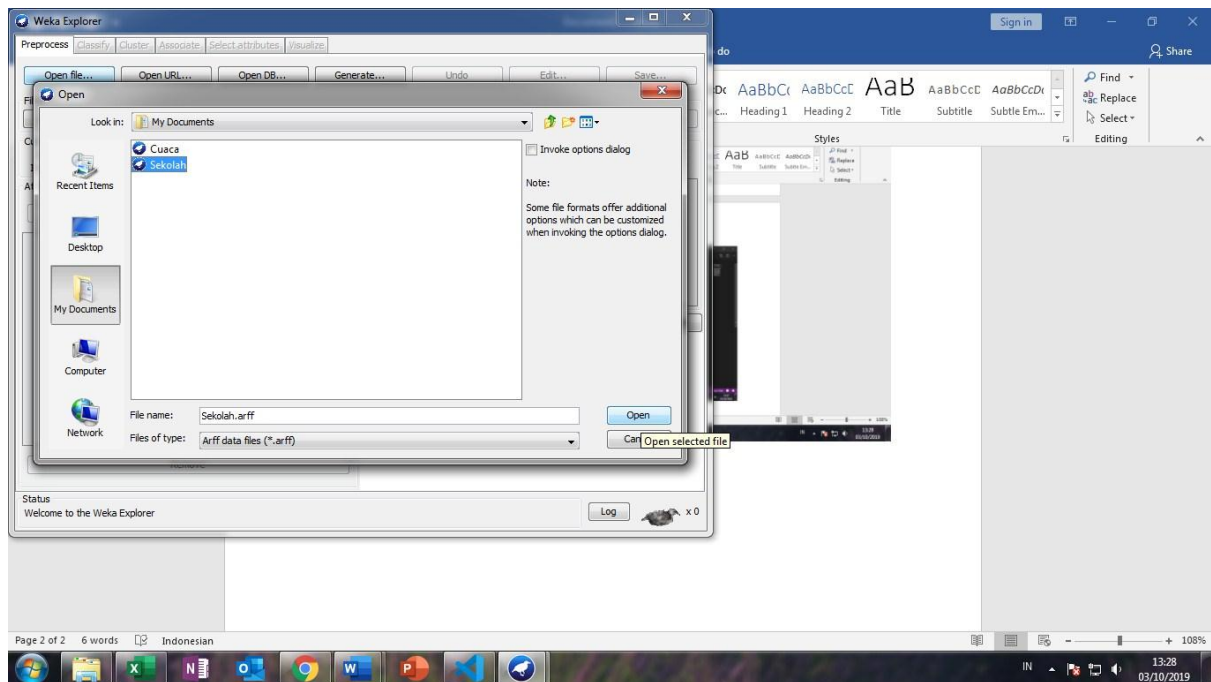 Weka Explorer
Sign in
Preprocess Classify Cluster Associate Select attributes Visualize
do
Share
Open file... Open URL... Open DB... Generate... Undo Edit... Save...
Open
Look in: My Documents
Cuaca
Sekolah
Invoke options dialog
Note:
Some file formats offer additional
options which can be customized
when invoking the options dialog.
Recent Items
Desktop
My Documents
Computer
Network
File name: Sekolah.arff
Open
Files of type: Arff data files (*.arff)
Can
Open selected file
Status
Welcome to the Weka Explorer
Log
x 0
AaBbCc AaBbCcD AaB AaBbCcD AaBbCcDc
c... Heading 1 Heading 2 Title Subtitle Subtle Em...
Styles
Find
Replace
Select
Editing
Page 2 of 2 6 words Indonesian
108%
IN
13:28
03/10/2019